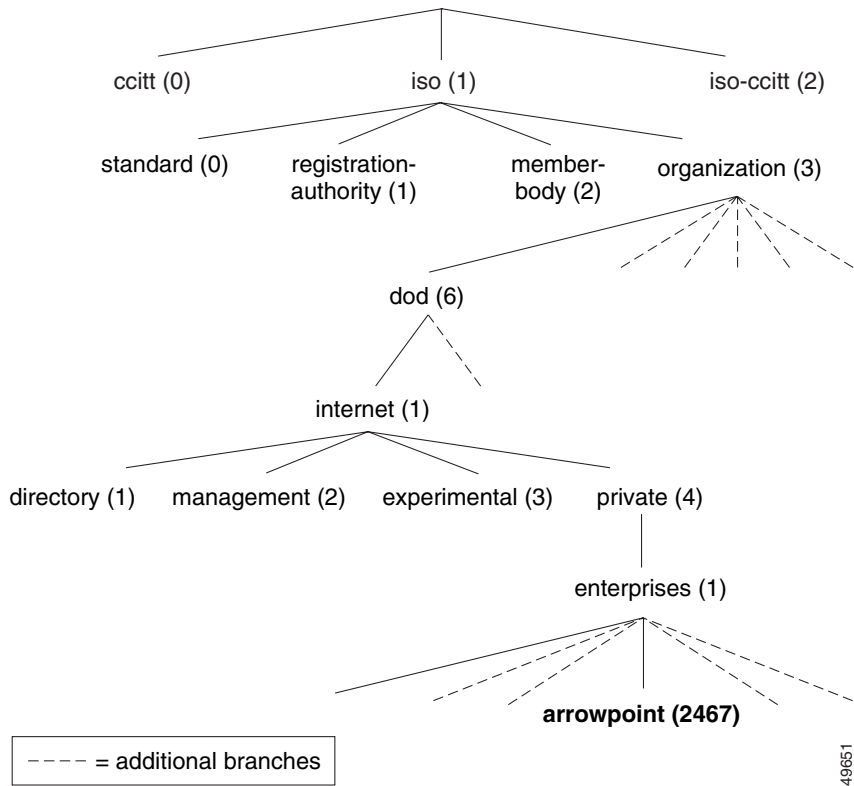 ccitt (0)
iso (1)
iso-ccitt (2)
standard (0)
registration-
authority (1)
member-
body (2)
organization (3)
dod (6)
internet (1)
directory (1)
management (2)
experimental (3)
private (4)
enterprises (1)
arrowpoint (2467)
= additional branches
49651